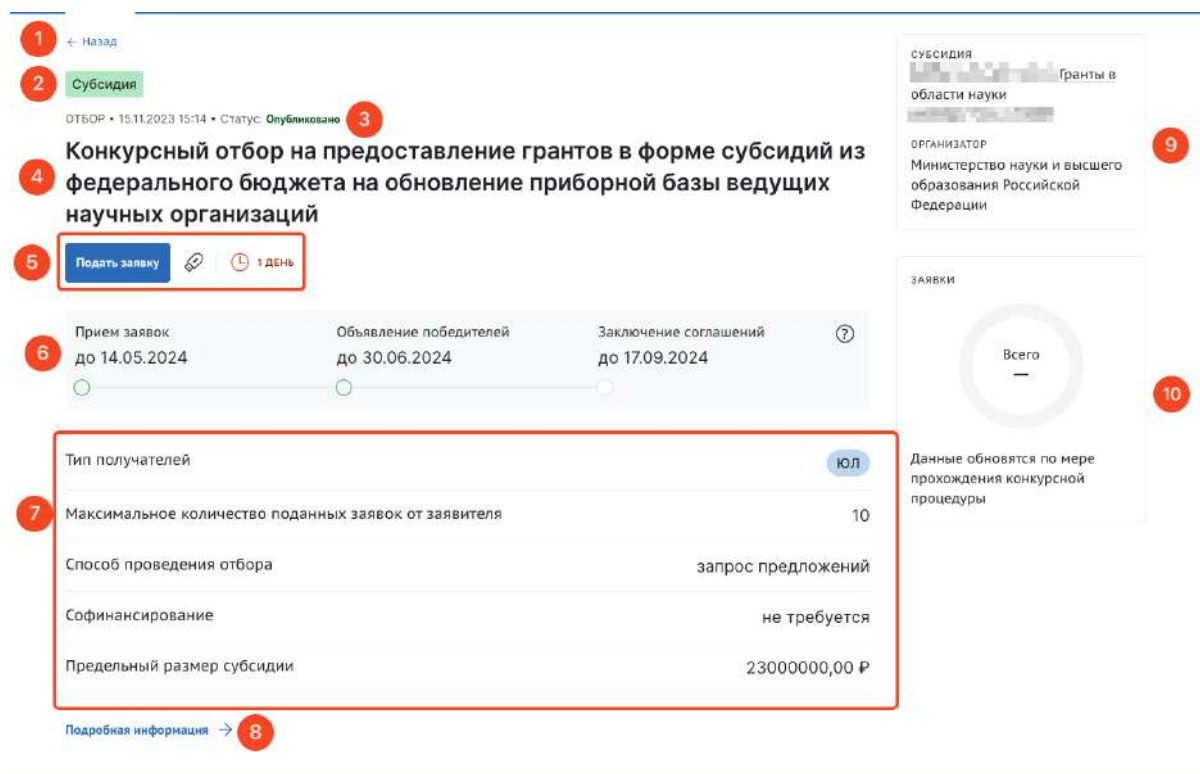 1
← Назад
2
Субсидия
ОТБОР • 15.11.2023 15:14 • Статус: Опубликовано
3
4
Конкурсный отбор на предоставление грантов в форме субсидий из
федерального бюджета на обновление приборной базы ведущих
научных организаций
5
Подать заявку
1 ДЕНЬ
6
Прием заявок
до 14.05.2024
Объявление победителей
до 30.06.2024
Заключение соглашений
до 17.09.2024
?
7
Тип получателей
ЮЛ
Максимальное количество поданных заявок от заявителя
10
Способ проведения отбора
запрос предложений
Софинансирование
не требуется
Предельный размер субсидии
23000000,00 ₽
Подробная информация →
8
СУБСИДИЯ
Гранты в
области науки
ОРГАНИЗАТОР
Министерство науки и высшего
образования Российской
Федерации
9
ЗАЯВКИ
Всего
—
10
Данные обновятся по мере
прохождения конкурсной
процедуры